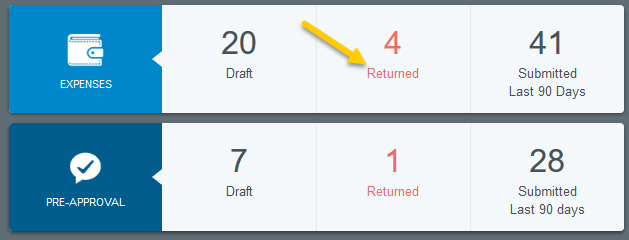 EXPENSES
20
Draft
4
Returned
41
Submitted
Last 90 Days
PRE-APPROVAL
7
Draft
1
Returned
28
Submitted
Last 90 days